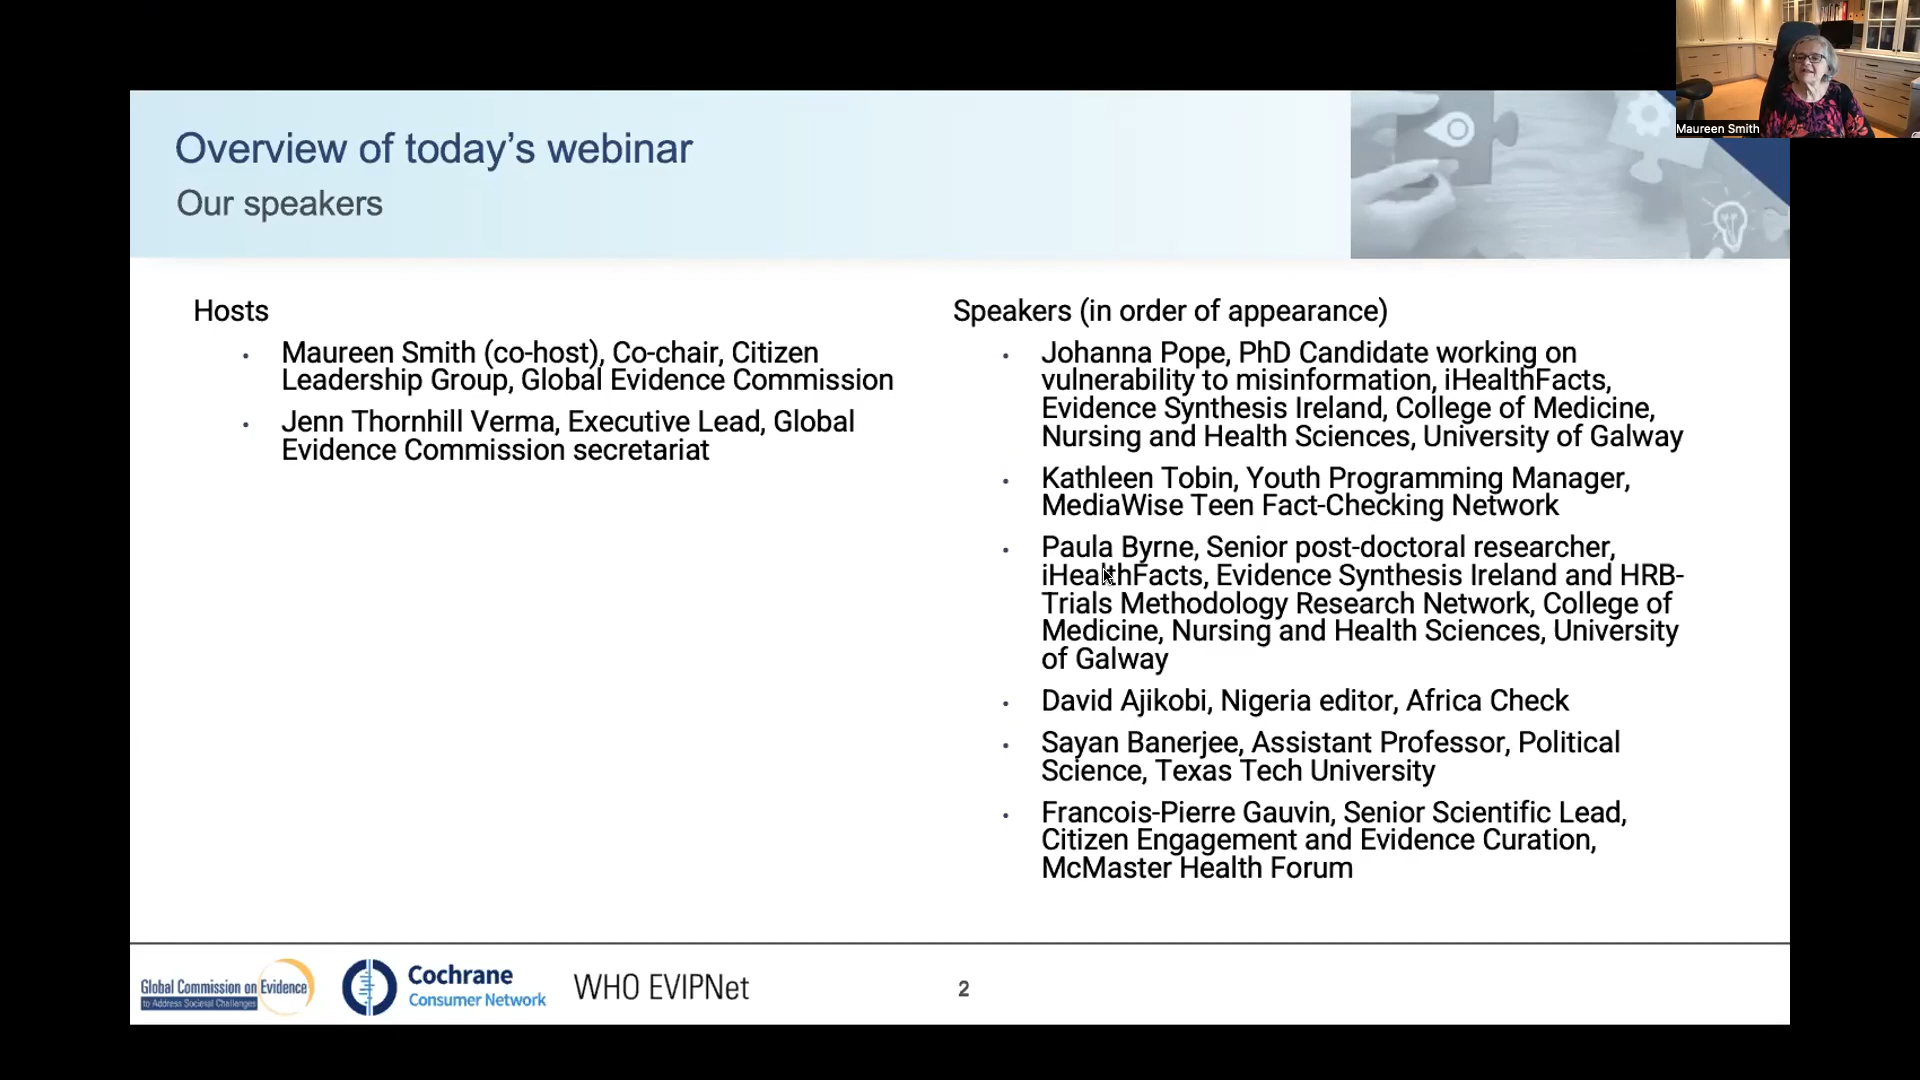 Maureen Smith
Overview of today's webinar
Our speakers
Hosts
• Maureen Smith (co-host), Co-chair, Citizen
Leadership Group, Global Evidence Commission
• Jenn Thornhill Verma, Executive Lead, Global
Evidence Commission secretariat
Speakers (in order of appearance)
• Johanna Pope, PhD Candidate working on
vulnerability to misinformation, iHealthFacts,
Evidence Synthesis Ireland, College of Medicine,
Nursing and Health Sciences, University of Galway
• Kathleen Tobin, Youth Programming Manager,
MediaWise Teen Fact-Checking Network
• Paula Byrne, Senior post-doctoral researcher,
iHealthFacts, Evidence Synthesis Ireland and HRB-
Trials Methodology Research Network, College of
Medicine, Nursing and Health Sciences, University
of Galway
• David Ajikobi, Nigeria editor, Africa Check
• Sayan Banerjee, Assistant Professor, Political
Science, Texas Tech University
• Francois-Pierre Gauvin, Senior Scientific Lead,
Citizen Engagement and Evidence Curation,
McMaster Health Forum
Global Commission on Evidence
to Address Societal Challenges
Cochrane
Consumer Network
WHO EVIPNet
2